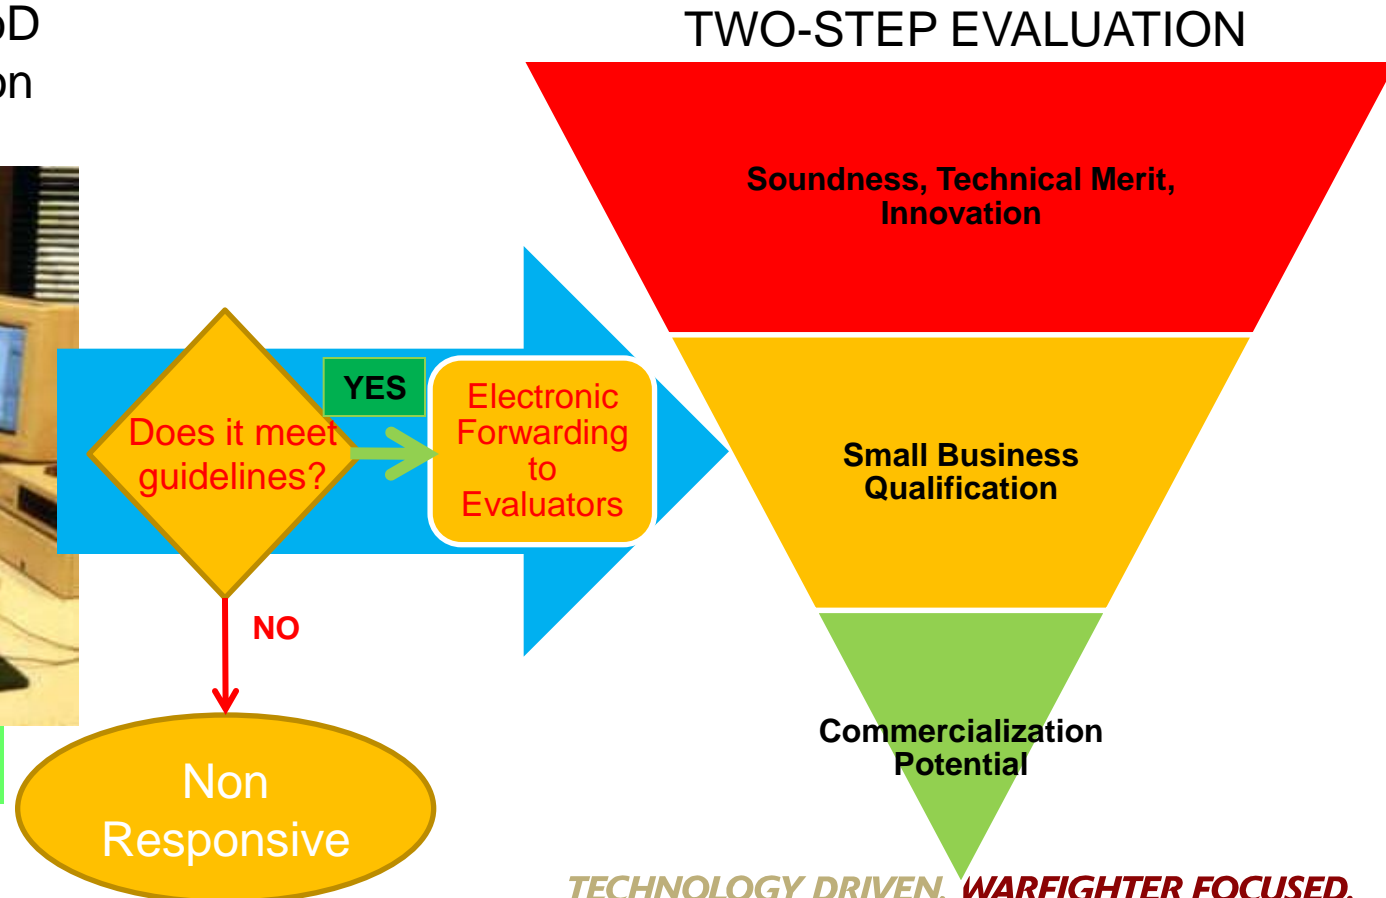 TWO-STEP EVALUATION
Soundness, Technical Merit,
Innovation
YES
Does it meet
guidelines?
Electronic
Forwarding
to
Evaluators
Small Business
Qualification
NO
Commercialization
Potential
Non
Responsive
TECHNOLOGY DRIVEN. WARFIGHTER FOCUSED.